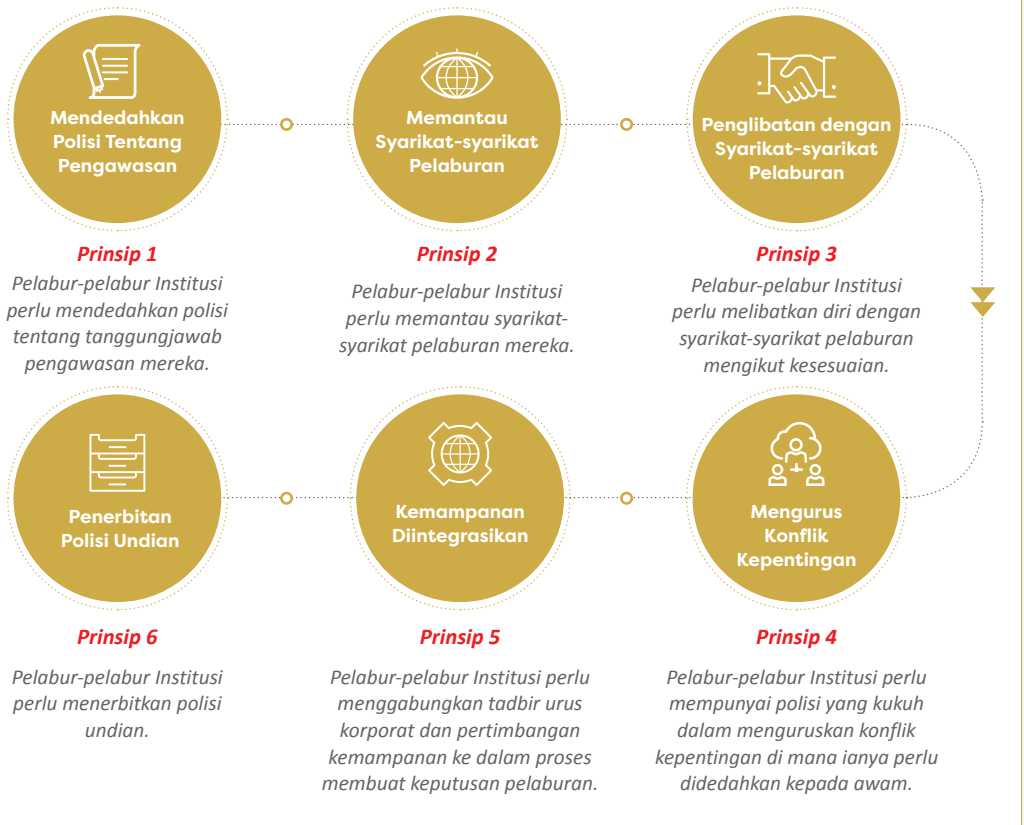 Mendedahkan
Polisi Tentang
Pengawasan
Prinsip 1
Pelabur-pelabur Institusi
perlu mendedahkan polisi
tentang tanggungjawab
pengawasan mereka.
Memantau
Syarikat-syarikat
Pelaburan
Prinsip 2
Pelabur-pelabur Institusi
perlu memantau syarikat-
syarikat pelaburan mereka.
Penglibatan dengan
Syarikat-syarikat
Pelaburan
Prinsip 3
Pelabur-pelabur Institusi
perlu melibatkan diri dengan
syarikat-syarikat pelaburan
mengikut kesesuaian.
Mengurus
Konflik
Kepentingan
Prinsip 4
Pelabur-pelabur Institusi perlu
mempunyai polisi yang kukuh
dalam menguruskan konflik
kepentingan di mana ianya perlu
didedahkan kepada awam.
Kemampanan
Diintegrasikan
Prinsip 5
Pelabur-pelabur Institusi perlu
menggabungkan tadbir urus
korporat dan pertimbangan
kemampanan ke dalam proses
membuat keputusan pelaburan.
Penerbitan
Polisi Undian
Prinsip 6
Pelabur-pelabur Institusi
perlu menerbitkan polisi
undian.